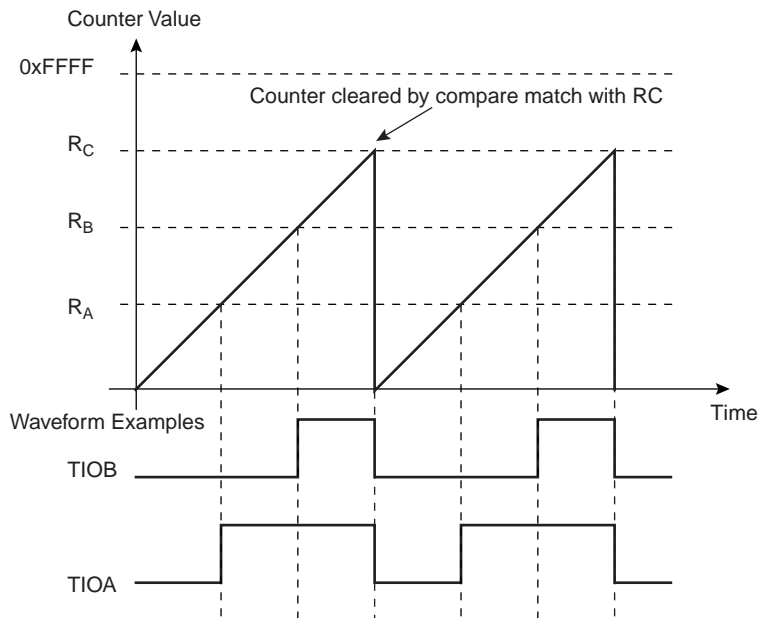 Counter Value
0xFFFF
Counter cleared by compare match with RC
RC
RB
RA
Time
Waveform Examples
TIOB
TIOA